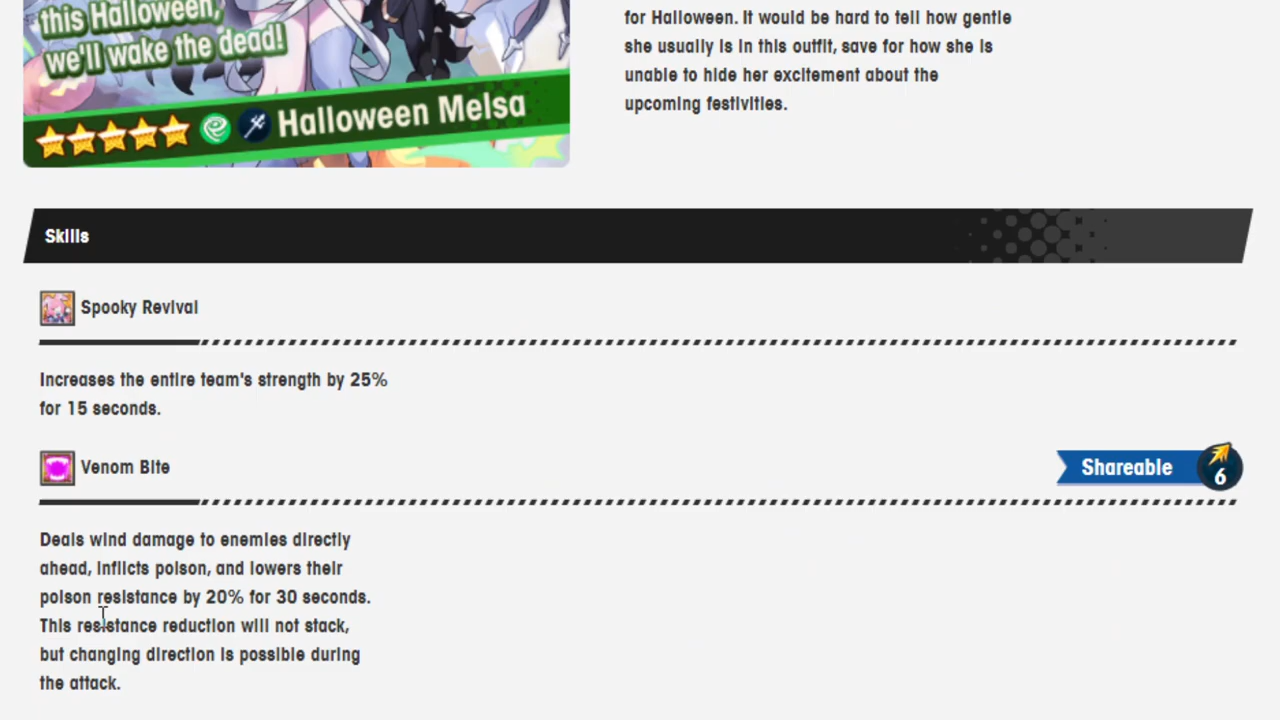 this Halloween,
we'll wake the dead!
Halloween Melsa
for Halloween. It would be hard to tell how gentle
she usually is in this outfit, save for how she is
unable to hide her excitement about the
upcoming festivities.
Skills
Spooky Revival
Increases the entire team's strength by 25%
for 15 seconds.
Venom Bite
Shareable
6
Deals wind damage to enemies directly
ahead, inflicts poison, and lowers their
poison resistance by 20% for 30 seconds.
This resistance reduction will not stack,
but changing direction is possible during
the attack.